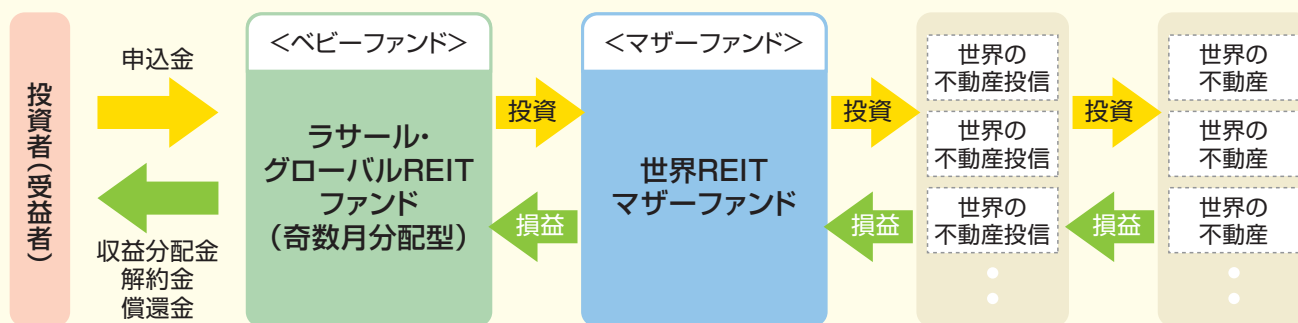 投資者（受益者）
申込金
収益分配金
解約金
償還金
＜ベビーファンド＞
ラサール・
グローバルREIT
ファンド
（奇数月分配型）
投資
損益
＜マザーファンド＞
世界REIT
マザーファンド
投資
損益
世界の
不動産投信
世界の
不動産投信
世界の
不動産投信
投資
損益
世界の
不動産
世界の
不動産
世界の
不動産